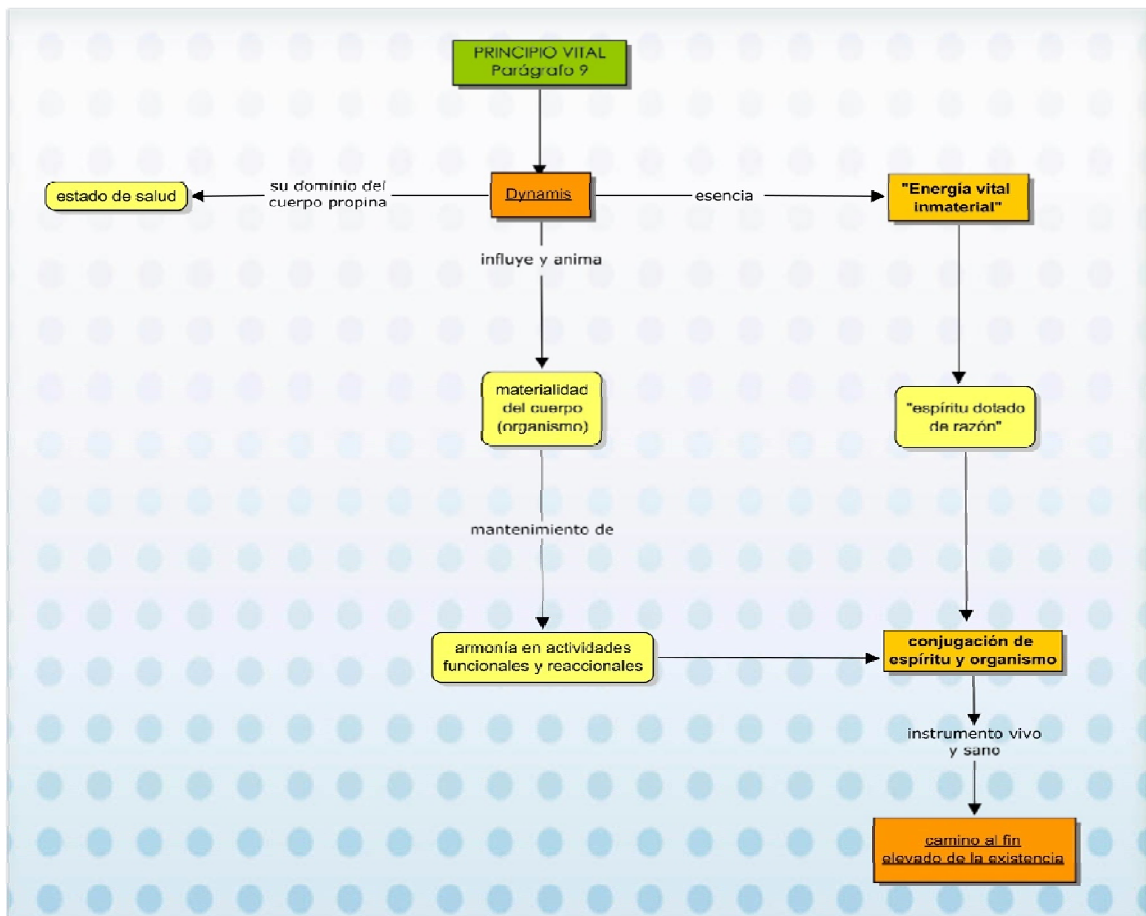 PRINCIPIO VITAL
Parágrafo 9
estado de salud
su dominio del
cuerpo propina
Dynamis
esencia
"Energía vital
inmaterial"
influye y anima
materialidad
del cuerpo
(organismo)
"espíritu dotado
de razón"
mantenimiento de
armonía en actividades
funcionales y reaccionales
conjugación de
espíritu y organismo
instrumento vivo
y sano
camino al fin
elevado de la existencia